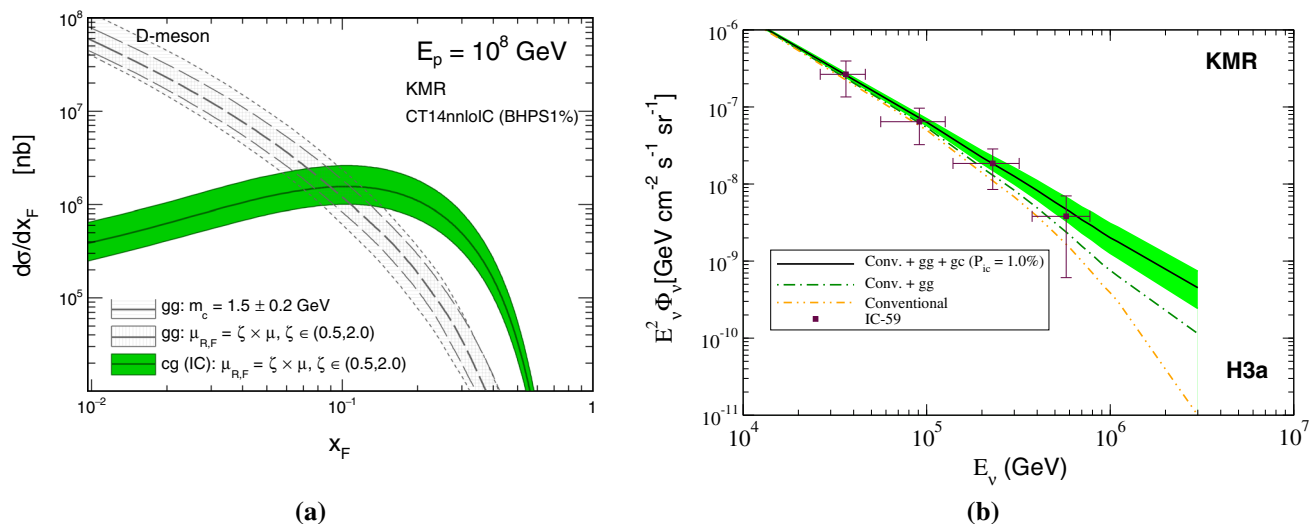 D-meson
E_p = 10^8 GeV
KMR
CT14nnloIC (BHPS1%)
dσ/dx_F [nb]
10^8
10^7
10^6
10^5
gg: m_c = 1.5 ± 0.2 GeV
gg: μ_R,F = ζ × μ, ζ ∈ (0.5,2.0)
cg (IC): μ_R,F = ζ × μ, ζ ∈ (0.5,2.0)
10^-2
10^-1
1
x_F
(a)
KMR
E_ν^2 Φ_ν[GeV cm^-2 s^-1 sr^-1]
10^-6
10^-7
10^-8
10^-9
10^-10
10^-11
Conv. + gg + gc (P_ic = 1.0%)
Conv. + gg
Conventional
IC-59
H3a
10^4
10^5
10^6
10^7
E_ν (GeV)
(b)